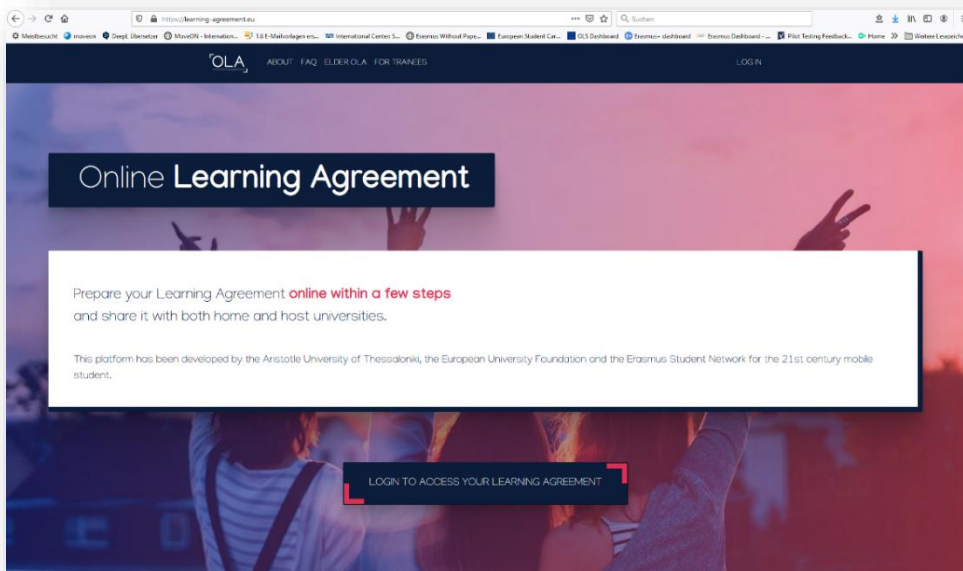 https://learning-agreement.eu
Suchen
Meistbesucht moveon DeepL Übersetzer MoveON - Internation... 1.8 E-Mailvorlagen ers... International Center: S... Erasmus Without Pape... European Student Car... OLS Dashboard Erasmus+ dashboard Erasmus Dashboard - ... Pilot Testing Feedback... Home Weitere Lesezeichen
OLA ABOUT FAQ ELDER OLA FOR TRAINEES LOG IN
Online Learning Agreement
Prepare your Learning Agreement online within a few steps
and share it with both home and host universities.
This platform has been developed by the Aristotle University of Thessaloniki, the European University Foundation and the Erasmus Student Network for the 21st century mobile
student.
LOGIN TO ACCESS YOUR LEARNING AGREEMENT